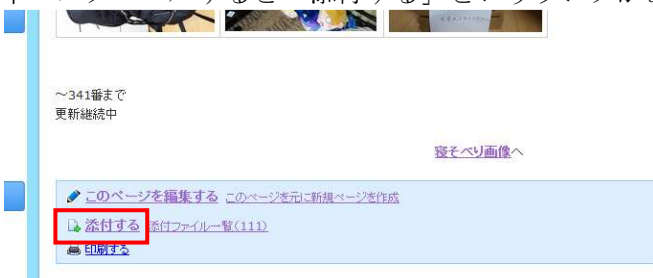 ～341番まで
更新継続中
寝そべり画像へ
このページを編集する このページを元に新規ページを作成
添付する 添付ファイル一覧(111)
印刷する